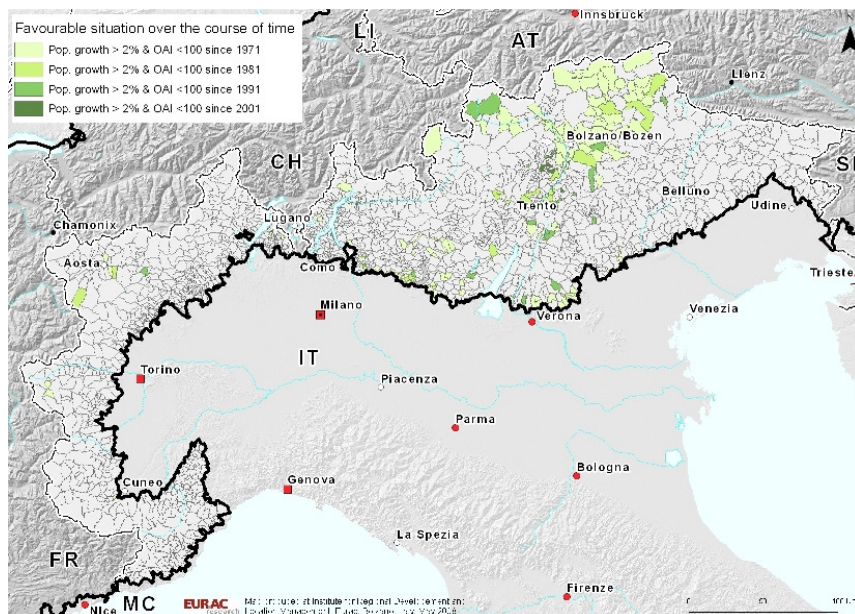 Favourable situation over the course of time
Pop. growth > 2% & OAI <100 since 1971
Pop. growth > 2% & OAI <100 since 1981
Pop. growth > 2% & OAI <100 since 1991
Pop. growth > 2% & OAI <100 since 2001
Innsbruck
LI
AT
Lienz
Bolzano/Bozen
CH
Belluno
Lugano
Trento
Udine
Chamonix
Aosta
Como
Trieste
Milano
Venezia
Verona
IT
Torino
Piacenza
Parma
Bologna
Cuneo
Genova
La Spezia
FR
MC
Nice
EURAC
research
Firenze